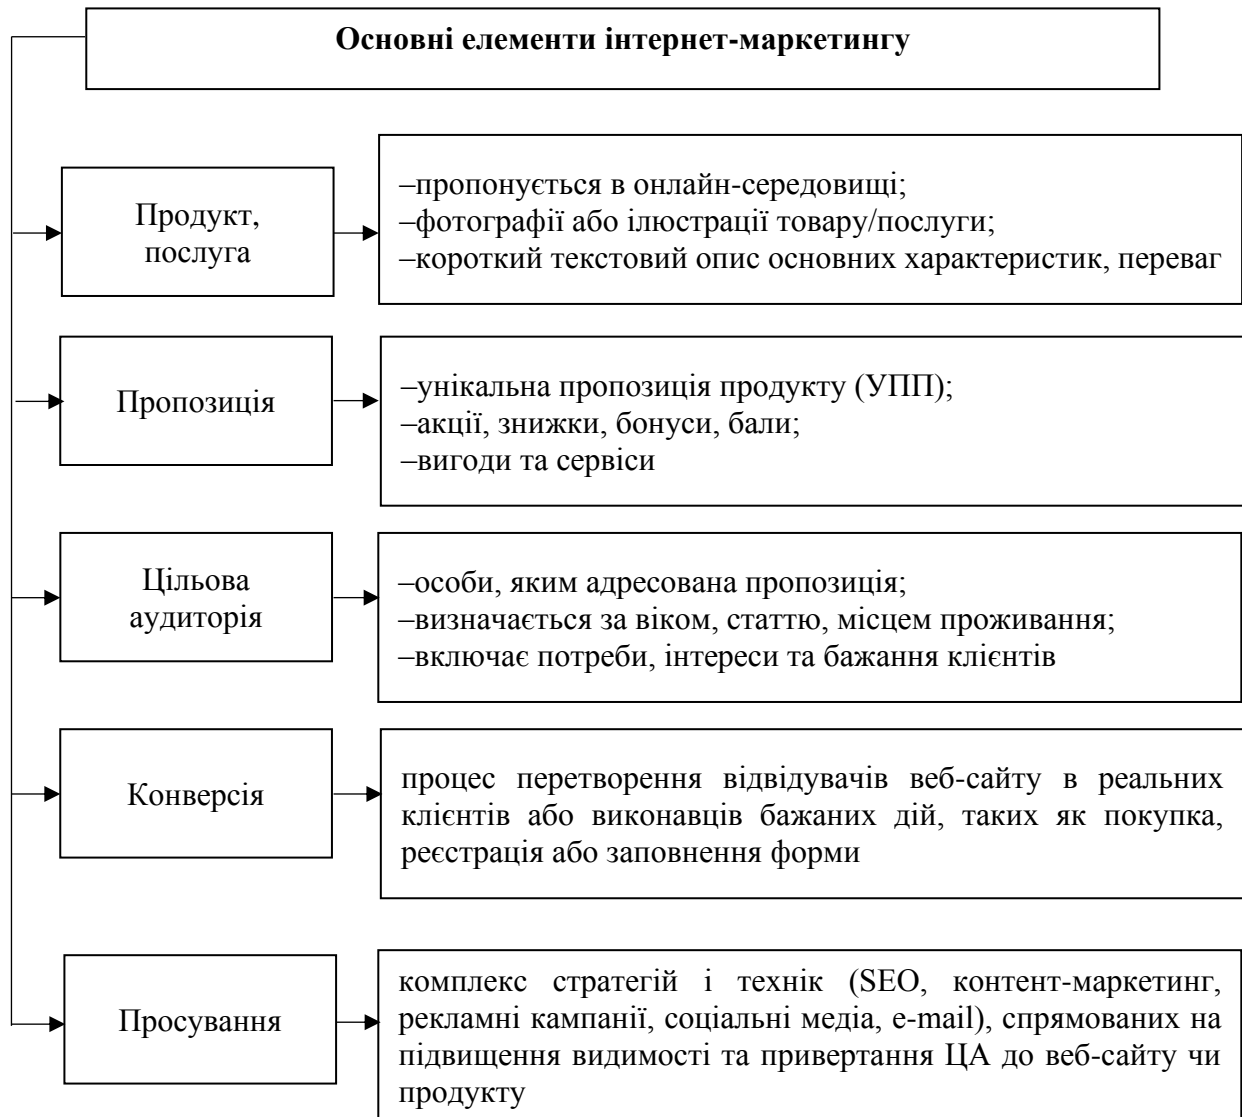 Основні елементи інтернет-маркетингу
Продукт,
послуга
–пропонується в онлайн-середовищі;
–фотографії або ілюстрації товару/послуги;
–короткий текстовий опис основних характеристик, переваг
Пропозиція
–унікальна пропозиція продукту (УПП);
–акції, знижки, бонуси, бали;
–вигоди та сервіси
Цільова
аудиторія
–особи, яким адресована пропозиція;
–визначається за віком, статтю, місцем проживання;
–включає потреби, інтереси та бажання клієнтів
Конверсія
процес перетворення відвідувачів веб-сайту в реальних
клієнтів або виконавців бажаних дій, таких як покупка,
реєстрація або заповнення форми
Просування
комплекс стратегій і технік (SEO, контент-маркетинг,
рекламні кампанії, соціальні медіа, e-mail), спрямованих на
підвищення видимості та привертання ЦА до веб-сайту чи
продукту